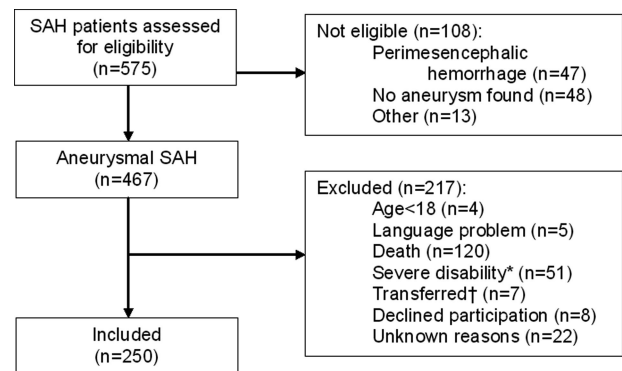 SAH patients assessed
for eligibility
(n=575)
Not eligible (n=108):
Perimesencephalic
hemorrhage (n=47)
No aneurysm found (n=48)
Other (n=13)
Aneurysmal SAH
(n=467)
Excluded (n=217):
Age<18 (n=4)
Language problem (n=5)
Death (n=120)
Severe disability* (n=51)
Transferred† (n=7)
Declined participation (n=8)
Unknown reasons (n=22)
Included
(n=250)